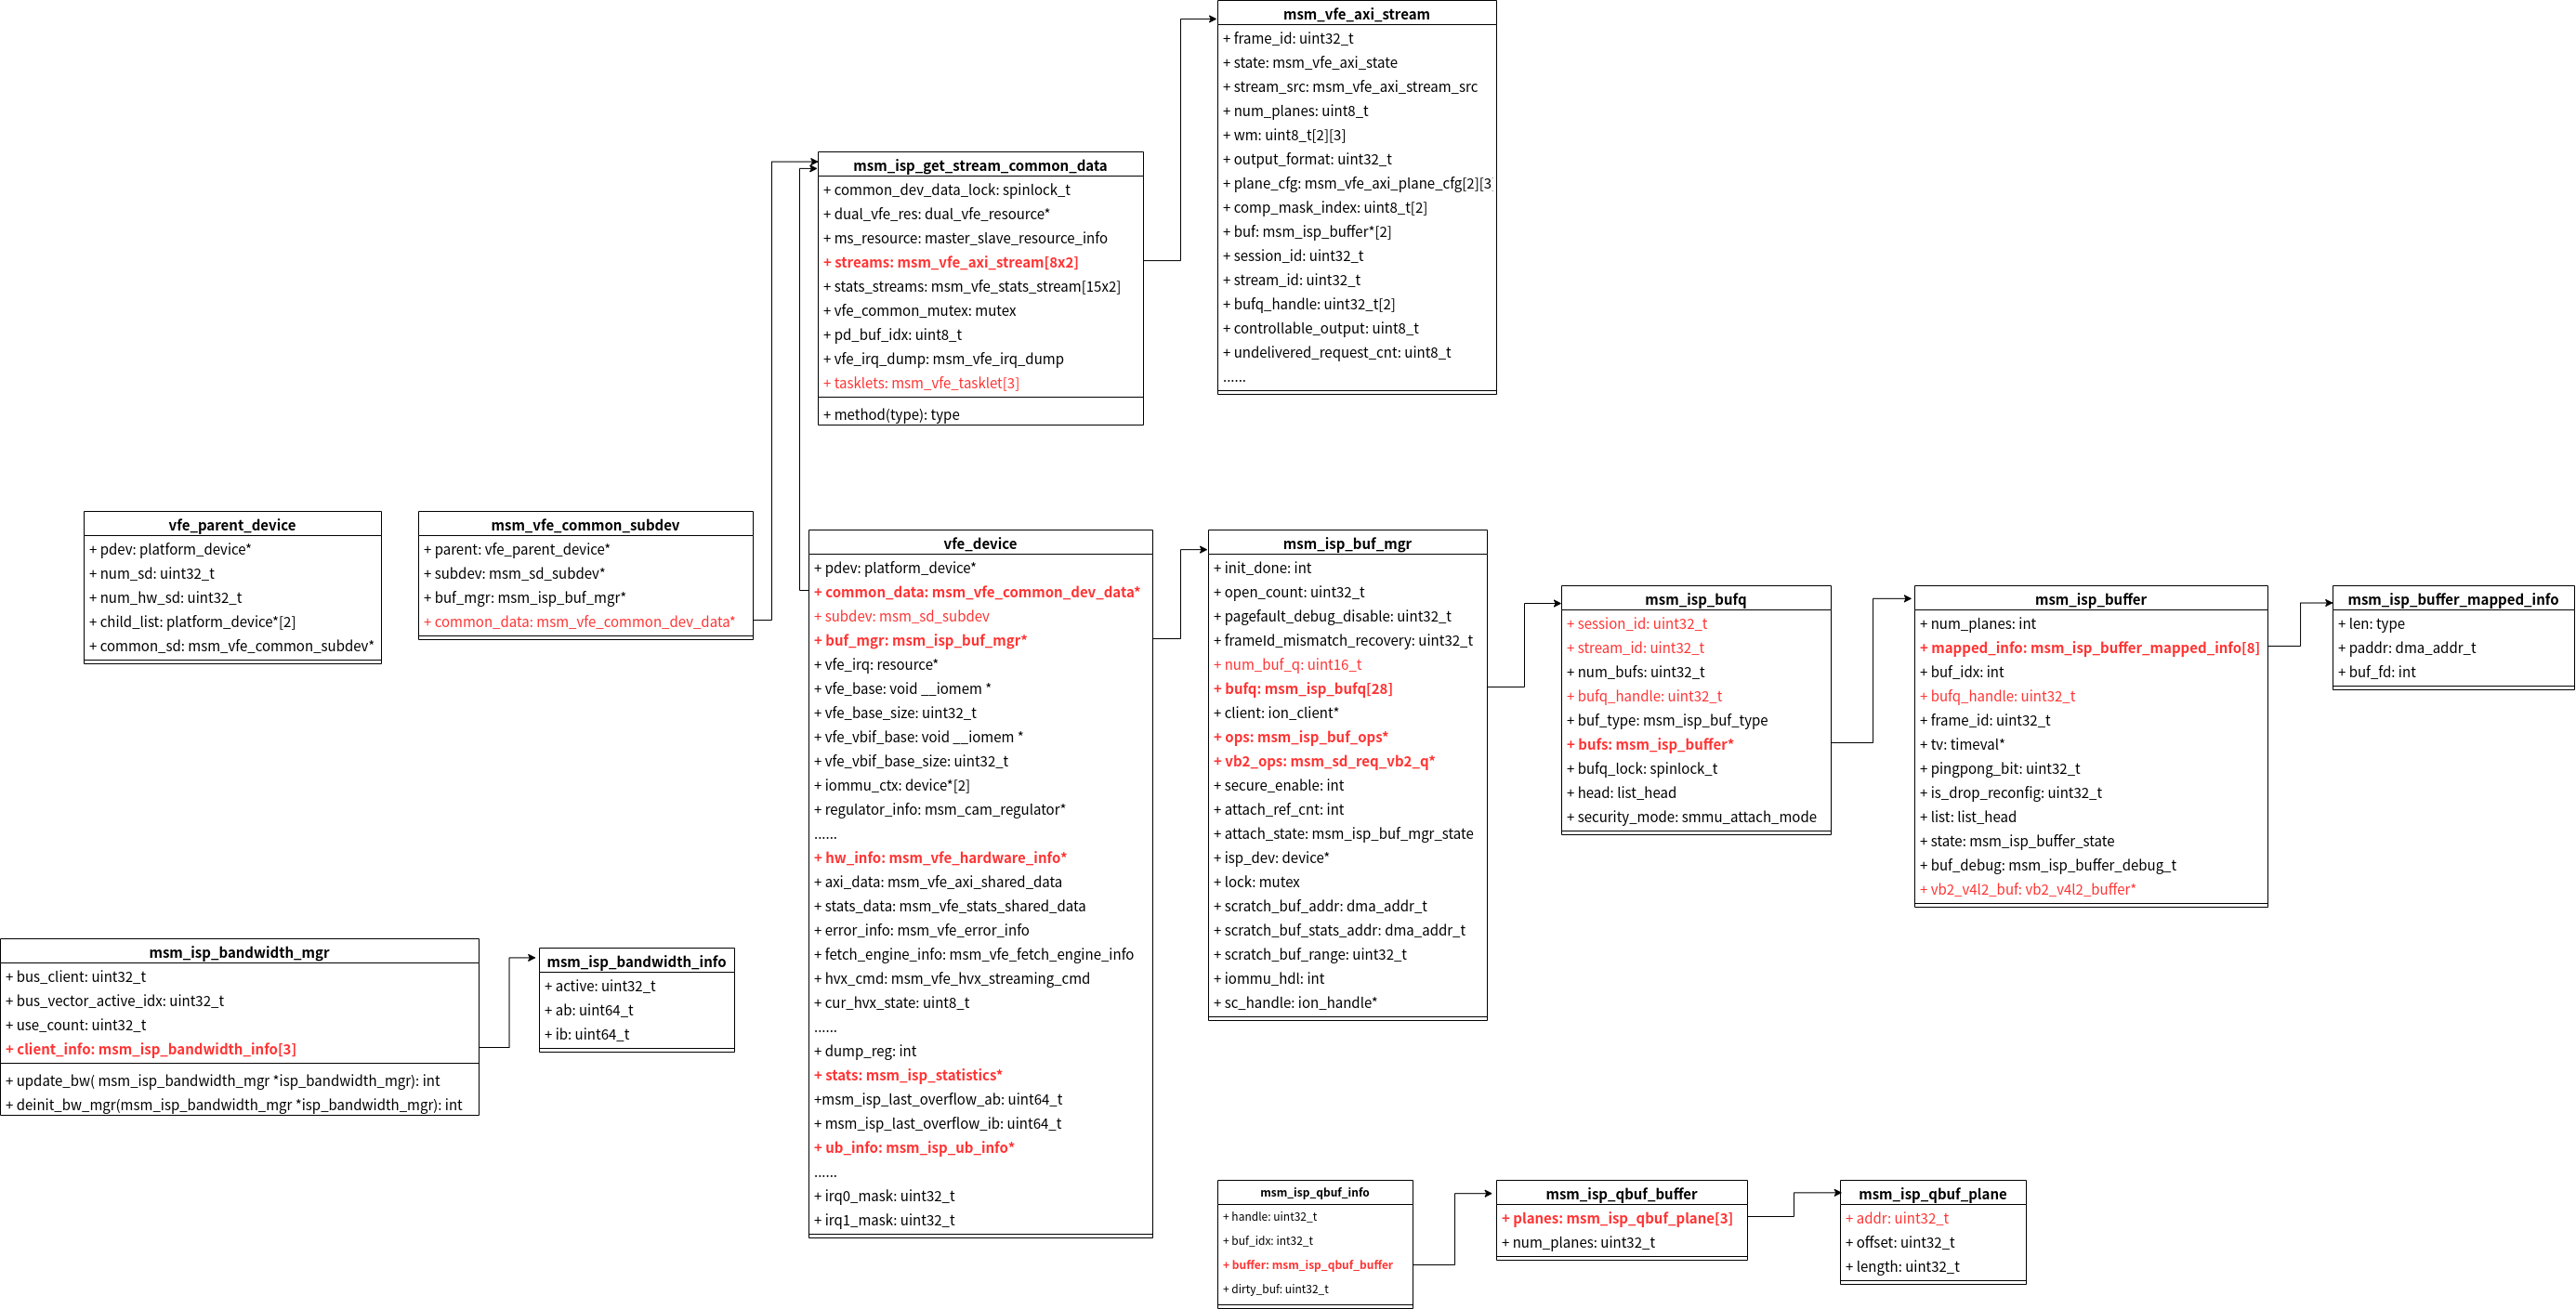 msm_vfe_axi_stream
+ frame_id: uint32_t
+ state: msm_vfe_axi_state
+ stream_src: msm_vfe_axi_stream_src
+ num_planes: uint8_t
+ wm: uint8_t[2][3]
+ output_format: uint32_t
+ plane_cfg: msm_vfe_axi_plane_cfg[2][3]
+ comp_mask_index: uint8_t[2]
+ buf: msm_isp_buffer*[2]
+ session_id: uint32_t
+ stream_id: uint32_t
+ bufq_handle: uint32_t[2]
+ controllable_output: uint8_t
+ undelivered_request_cnt: uint8_t
......
msm_isp_get_stream_common_data
+ common_dev_data_lock: spinlock_t
+ dual_vfe_res: dual_vfe_resource*
+ ms_resource: master_slave_resource_info
+ streams: msm_vfe_axi_stream[8x2]
+ stats_streams: msm_vfe_stats_stream[15x2]
+ vfe_common_mutex: mutex
+ pd_buf_idx: uint8_t
+ vfe_irq_dump: msm_vfe_irq_dump
+ tasklets: msm_vfe_tasklet[3]
+ method(type): type
vfe_parent_device
+ pdev: platform_device*
+ num_sd: uint32_t
+ num_hw_sd: uint32_t
+ child_list: platform_device*[2]
+ common_sd: msm_vfe_common_subdev*
msm_vfe_common_subdev
+ parent: vfe_parent_device*
+ subdev: msm_sd_subdev*
+ buf_mgr: msm_isp_buf_mgr*
+ common_data: msm_vfe_common_dev_data*
vfe_device
+ pdev: platform_device*
+ common_data: msm_vfe_common_dev_data*
+ subdev: msm_sd_subdev
+ buf_mgr: msm_isp_buf_mgr*
+ vfe_irq: resource*
+ vfe_base: void __iomem *
+ vfe_base_size: uint32_t
+ vfe_vbif_base: void __iomem *
+ vfe_vbif_base_size: uint32_t
+ iommu_ctx: device*[2]
+ regulator_info: msm_cam_regulator*
......
+ hw_info: msm_vfe_hardware_info*
+ axi_data: msm_vfe_axi_shared_data
+ stats_data: msm_vfe_stats_shared_data
+ error_info: msm_vfe_error_info
+ fetch_engine_info: msm_vfe_fetch_engine_info
+ hvx_cmd: msm_vfe_hvx_streaming_cmd
+ cur_hvx_state: uint8_t
......
+ dump_reg: int
+ stats: msm_isp_statistics*
+msm_isp_last_overflow_ab: uint64_t
+ msm_isp_last_overflow_ib: uint64_t
+ ub_info: msm_isp_ub_info*
......
+ irq0_mask: uint32_t
+ irq1_mask: uint32_t
msm_isp_buf_mgr
+ init_done: int
+ open_count: uint32_t
+ pagefault_debug_disable: uint32_t
+ frameId_mismatch_recovery: uint32_t
+ num_buf_q: uint16_t
+ bufq: msm_isp_bufq[28]
+ client: ion_client*
+ ops: msm_isp_buf_ops*
+ vb2_ops: msm_sd_req_vb2_q*
+ secure_enable: int
+ attach_ref_cnt: int
+ attach_state: msm_isp_buf_mgr_state
+ isp_dev: device*
+ lock: mutex
+ scratch_buf_addr: dma_addr_t
+ scratch_buf_stats_addr: dma_addr_t
+ scratch_buf_range: uint32_t
+ iommu_hdl: int
+ sc_handle: ion_handle*
msm_isp_bufq
+ session_id: uint32_t
+ stream_id: uint32_t
+ num_bufs: uint32_t
+ bufq_handle: uint32_t
+ buf_type: msm_isp_buf_type
+ bufs: msm_isp_buffer*
+ bufq_lock: spinlock_t
+ head: list_head
+ security_mode: smmu_attach_mode
msm_isp_buffer
+ num_planes: int
+ mapped_info: msm_isp_buffer_mapped_info[8]
+ buf_idx: int
+ bufq_handle: uint32_t
+ frame_id: uint32_t
+ tv: timeval*
+ pingpong_bit: uint32_t
+ is_drop_reconfig: uint32_t
+ list: list_head
+ state: msm_isp_buffer_state
+ buf_debug: msm_isp_buffer_debug_t
+ vb2_v4l2_buf: vb2_v4l2_buffer*
msm_isp_buffer_mapped_info
+ len: type
+ paddr: dma_addr_t
+ buf_fd: int
msm_isp_bandwidth_mgr
+ bus_client: uint32_t
+ bus_vector_active_idx: uint32_t
+ use_count: uint32_t
+ client_info: msm_isp_bandwidth_info[3]
+ update_bw( msm_isp_bandwidth_mgr *isp_bandwidth_mgr): int
+ deinit_bw_mgr(msm_isp_bandwidth_mgr *isp_bandwidth_mgr): int
msm_isp_bandwidth_info
+ active: uint32_t
+ ab: uint64_t
+ ib: uint64_t
msm_isp_qbuf_info
+ handle: uint32_t
+ buf_idx: int32_t
+ buffer: msm_isp_qbuf_buffer
+ dirty_buf: uint32_t
msm_isp_qbuf_buffer
+ planes: msm_isp_qbuf_plane[3]
+ num_planes: uint32_t
msm_isp_qbuf_plane
+ addr: uint32_t
+ offset: uint32_t
+ length: uint32_t